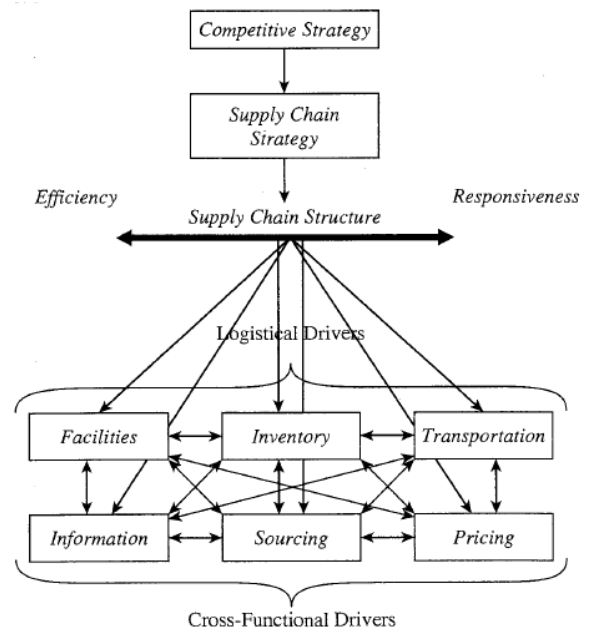 Competitive Strategy
Supply Chain
Strategy
Efficiency
Responsiveness
Supply Chain Structure
Logistical Drivers
Facilities
Inventory
Transportation
Information
Sourcing
Pricing
Cross-Functional Drivers